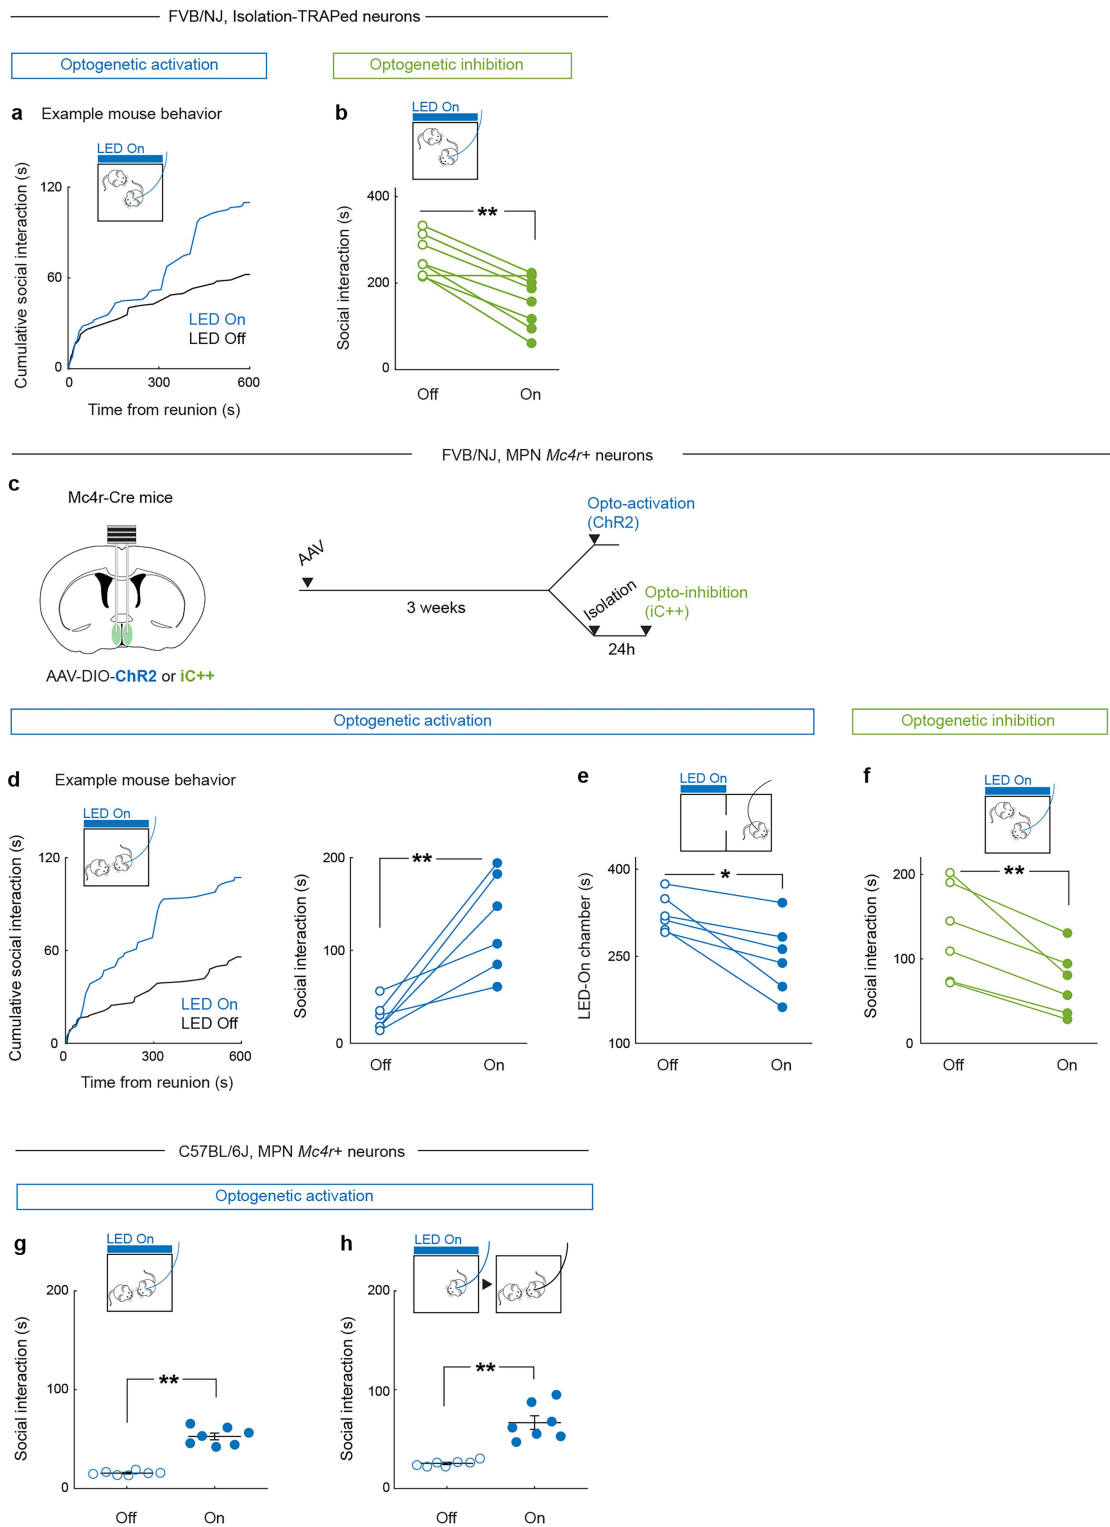 FVB/NJ, Isolation-TRAPed neurons
Optogenetic activation
Optogenetic inhibition
a Example mouse behavior
LED On
Cumulative social interaction (s)
120
60
0
0 300 600
Time from reunion (s)
LED On
LED Off
b
LED On
Social interaction (s)
400
200
0
**
Off On
FVB/NJ, MPN Mc4r+ neurons
c
Mc4r-Cre mice
AAV-DIO-ChR2 or iC++
AAV
3 weeks
Opto-activation
(ChR2)
Isolation
Opto-inhibition
(iC++)
24h
Optogenetic activation
Optogenetic inhibition
d Example mouse behavior
LED On
Cumulative social interaction (s)
120
60
0
0 300 600
Time from reunion (s)
LED On
LED Off
Social interaction (s)
200
100
0
**
Off On
e
LED On
LED-On chamber (s)
400
250
100
*
Off On
f
LED On
Social interaction (s)
200
100
0
**
Off On
C57BL/6J, MPN Mc4r+ neurons
Optogenetic activation
g
LED On
Social interaction (s)
200
100
0
**
Off On
h
LED On
Social interaction (s)
200
100
0
**
Off On